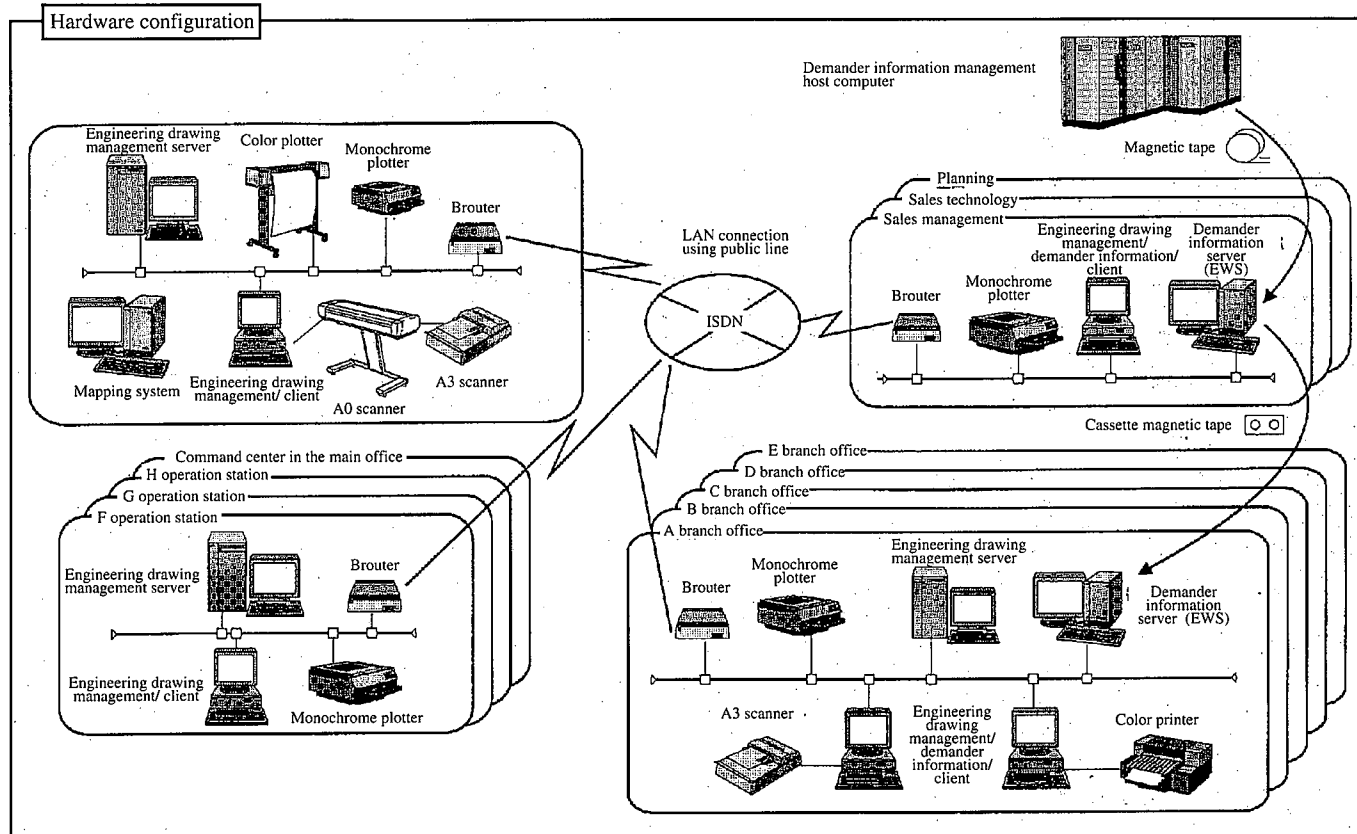 Hardware configuration
Demander information management
host computer
Magnetic tape
Engineering drawing
management server
Color plotter
Monochrome
plotter
Brouter
Mapping system
Engineering drawing
management/ client
A0 scanner
A3 scanner
LAN connection
using public line
ISDN
Planning
Sales technology
Sales management
Engineering drawing
management/
demander information/
client
Demander
information
server
(EWS)
Brouter
Monochrome
plotter
Cassette magnetic tape
Command center in the main office
H operation station
G operation station
F operation station
Engineering drawing
management server
Brouter
Engineering drawing
management/ client
Monochrome plotter
E branch office
D branch office
C branch office
B branch office
A branch office
Brouter
Monochrome
plotter
Engineering drawing
management server
Demander
information
server (EWS)
A3 scanner
Engineering
drawing
management/
demander
information/
client
Color printer